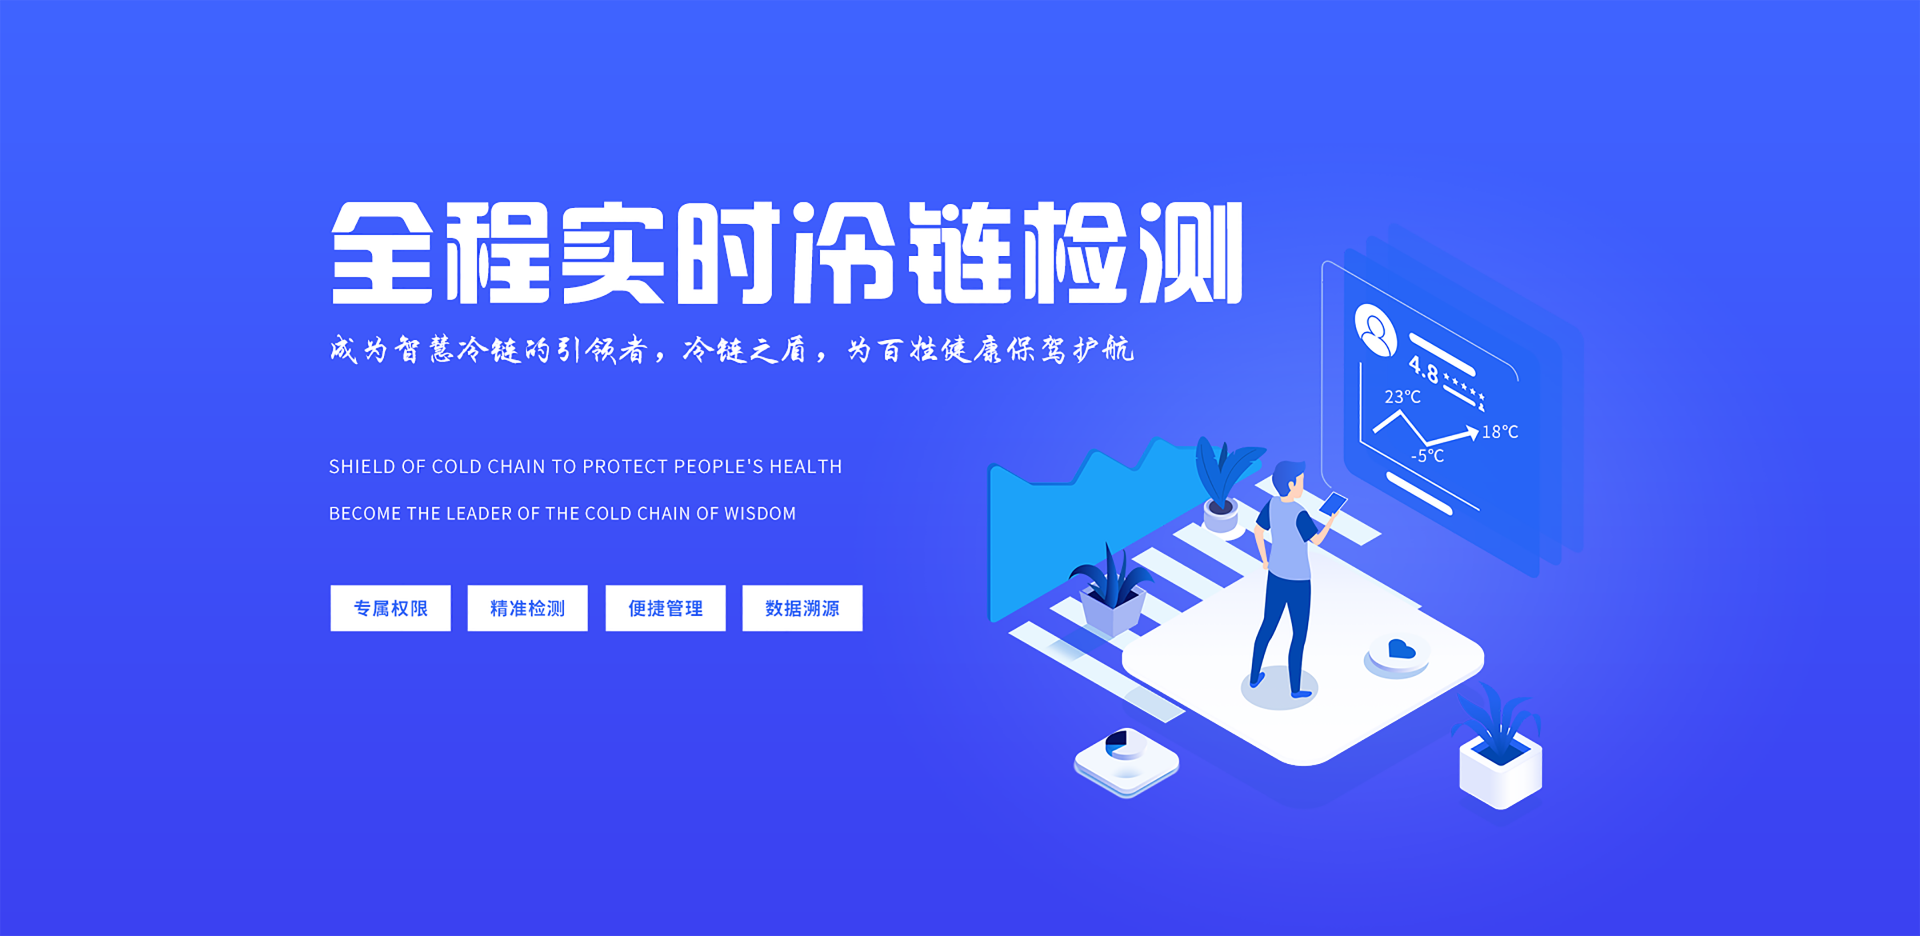 全程实时冷链检测
成为智慧冷链的引领者，冷链之盾，为百姓健康保驾护航
SHIELD OF COLD CHAIN TO PROTECT PEOPLE'S HEALTH
BECOME THE LEADER OF THE COLD CHAIN OF WISDOM
专属权限
精准检测
便捷管理
数据溯源
4.8
23℃
18℃
-5℃